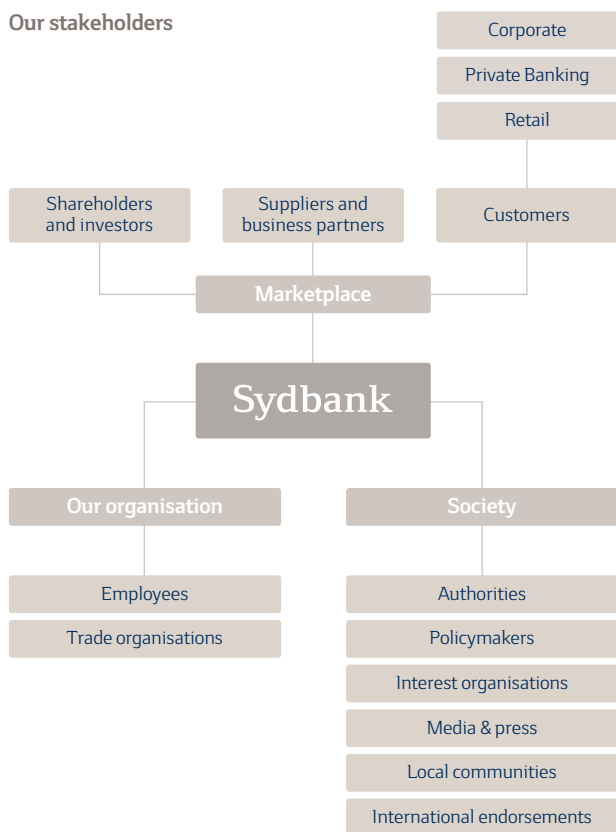 Our stakeholders
Corporate
Private Banking
Retail
Shareholders
and investors
Suppliers and
business partners
Customers
Marketplace
Sydbank
Our organisation
Society
Employees
Trade organisations
Authorities
Policymakers
Interest organisations
Media & press
Local communities
International endorsements